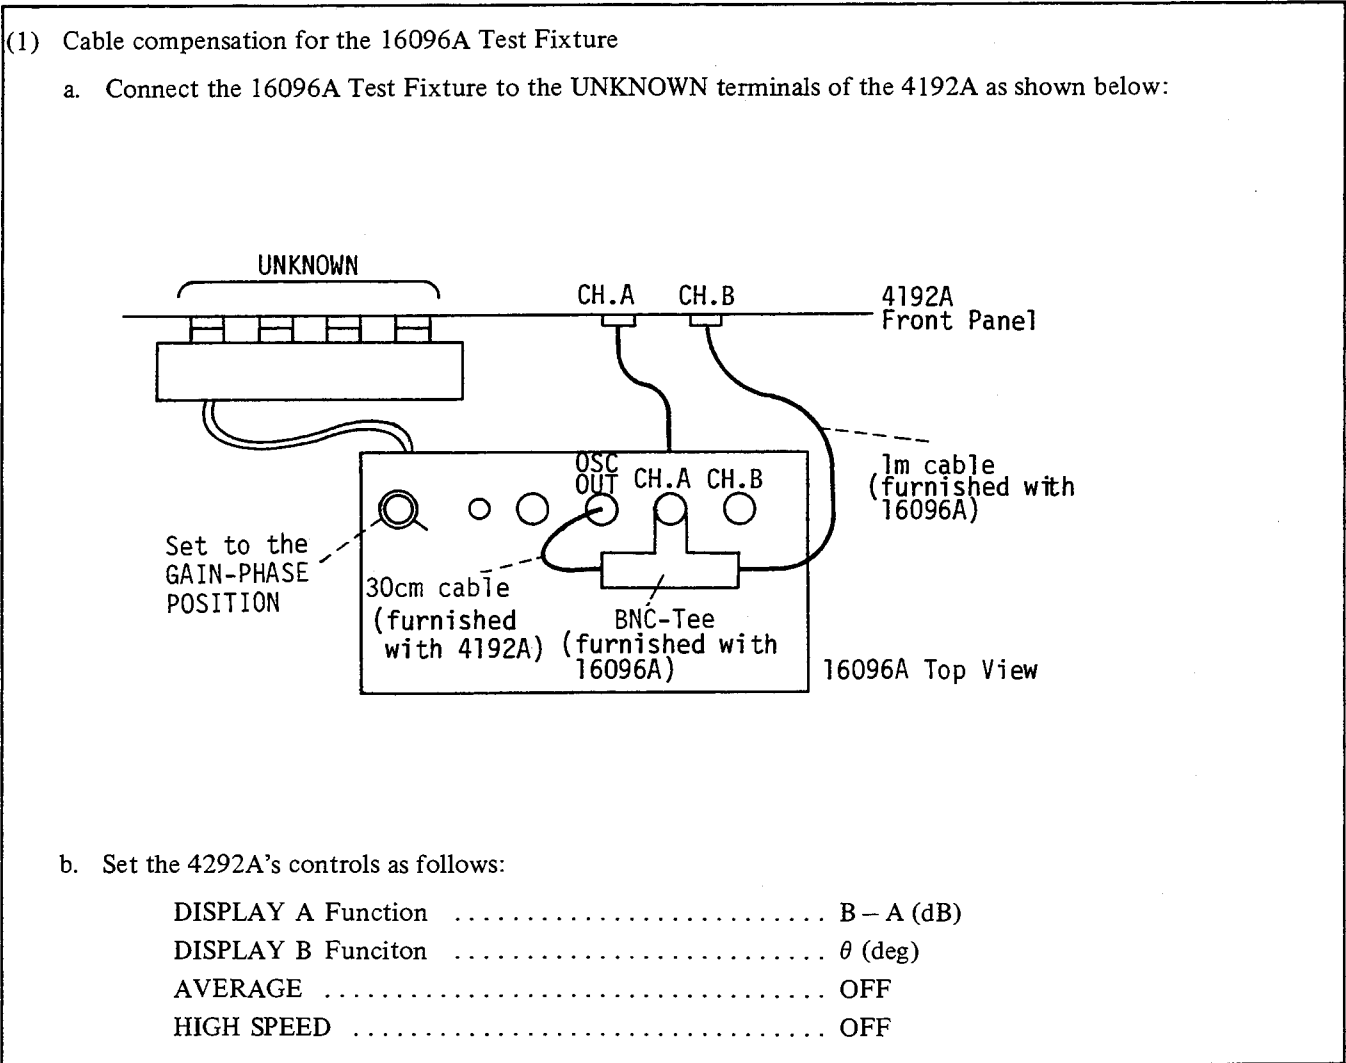 (1) Cable compensation for the 16096A Test Fixture
a. Connect the 16096A Test Fixture to the UNKNOWN terminals of the 4192A as shown below:
UNKNOWN
CH.A CH.B
4192A
Front Panel
OSC
OUT CH.A CH.B
1m cable
(furnished with
16096A)
Set to the
GAIN-PHASE
POSITION
30cm cable
(furnished
with 4192A)
BNC-Tee
(furnished with
16096A)
16096A Top View
b. Set the 4292A's controls as follows:
DISPLAY A Function .......................... B – A (dB)
DISPLAY B Funciton .......................... θ (deg)
AVERAGE ................................... OFF
HIGH SPEED ................................. OFF